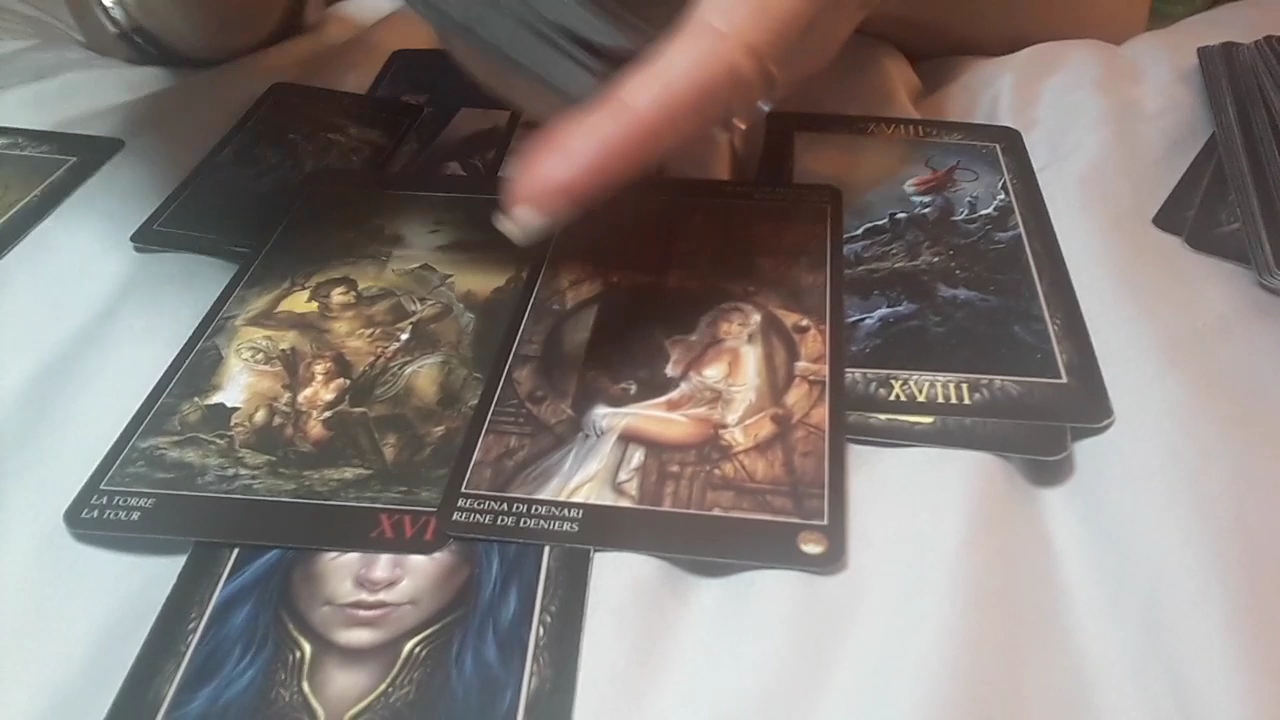 XVIII
LA TORRE
LA TOUR
XVI
REGINA DI DENARI
REINE DE DENIERS
XVIII